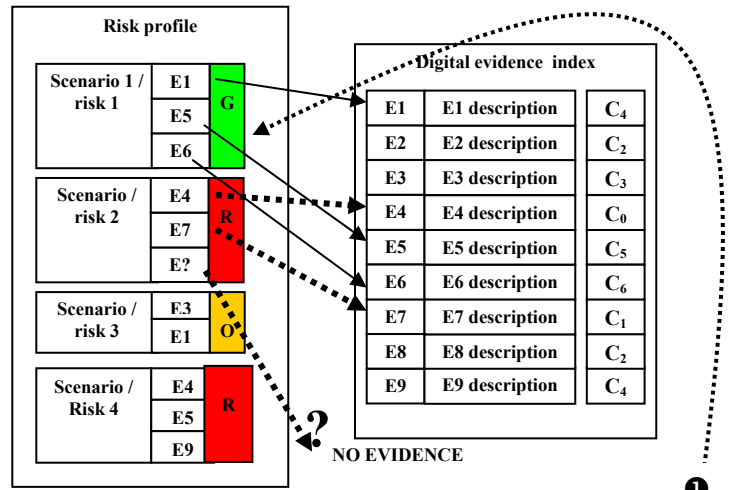 Risk profile
Scenario 1 /
risk 1
E1
E5
E6
G
Scenario /
risk 2
E4
E7
E?
R
Scenario /
risk 3
E3
E1
O
Scenario /
Risk 4
E4
E5
E9
R
Digital evidence index
E1 E1 description C4
E2 E2 description C2
E3 E3 description C3
E4 E4 description C0
E5 E5 description C5
E6 E6 description C6
E7 E7 description C1
E8 E8 description C2
E9 E9 description C4
?
NO EVIDENCE
❶